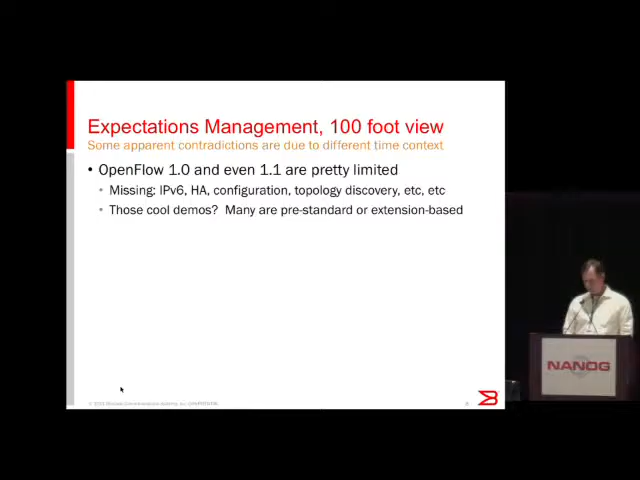 Expectations Management, 100 foot view
Some apparent contradictions are due to different time context
• OpenFlow 1.0 and even 1.1 are pretty limited
• Missing: IPv6, HA, configuration, topology discovery, etc, etc
• Those cool demos? Many are pre-standard or extension-based
NANOG